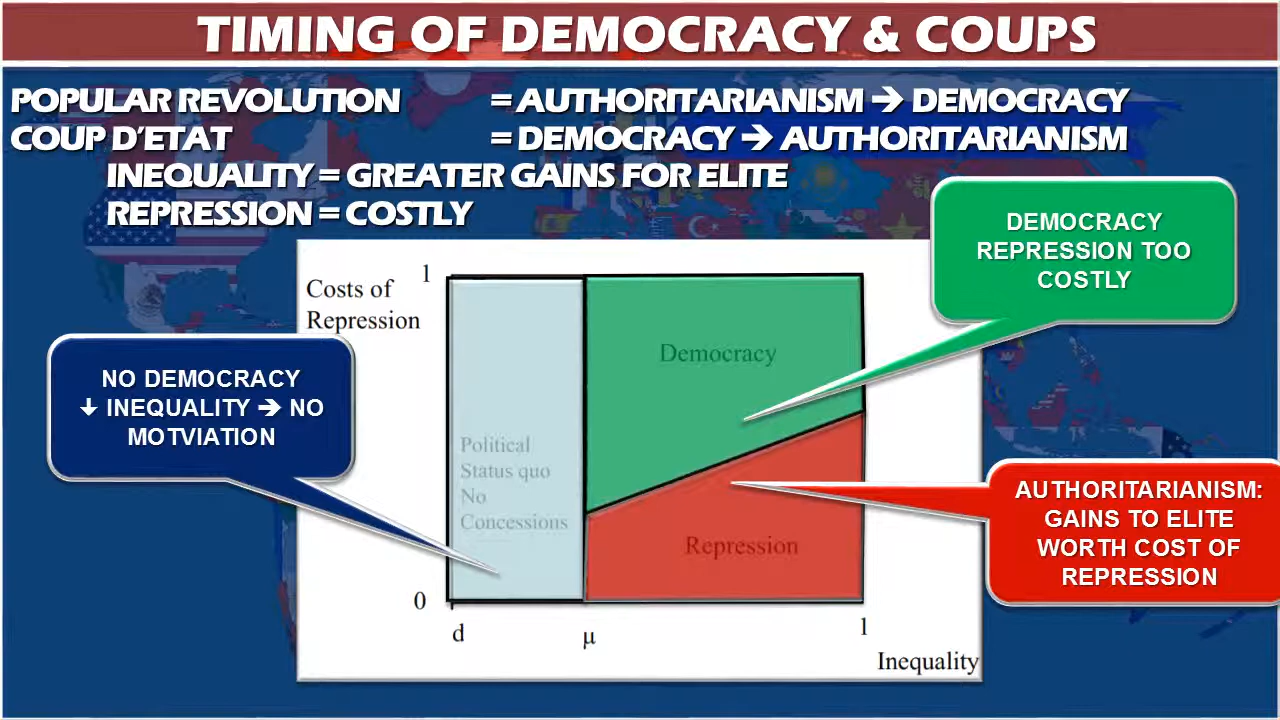 TIMING OF DEMOCRACY & COUPS
POPULAR REVOLUTION = AUTHORITARIANISM ➔ DEMOCRACY
COUP D'ETAT = DEMOCRACY ➔ AUTHORITARIANISM
INEQUALITY = GREATER GAINS FOR ELITE
REPRESSION = COSTLY
DEMOCRACY
REPRESSION TOO
COSTLY
Costs of
Repression
1
Democracy
NO DEMOCRACY
🡓 INEQUALITY ➔ NO
MOTVIATION
Political
Status quo
No
Concessions
Repression
AUTHORITARIANISM:
GAINS TO ELITE
WORTH COST OF
REPRESSION
0
d
µ
1
Inequality